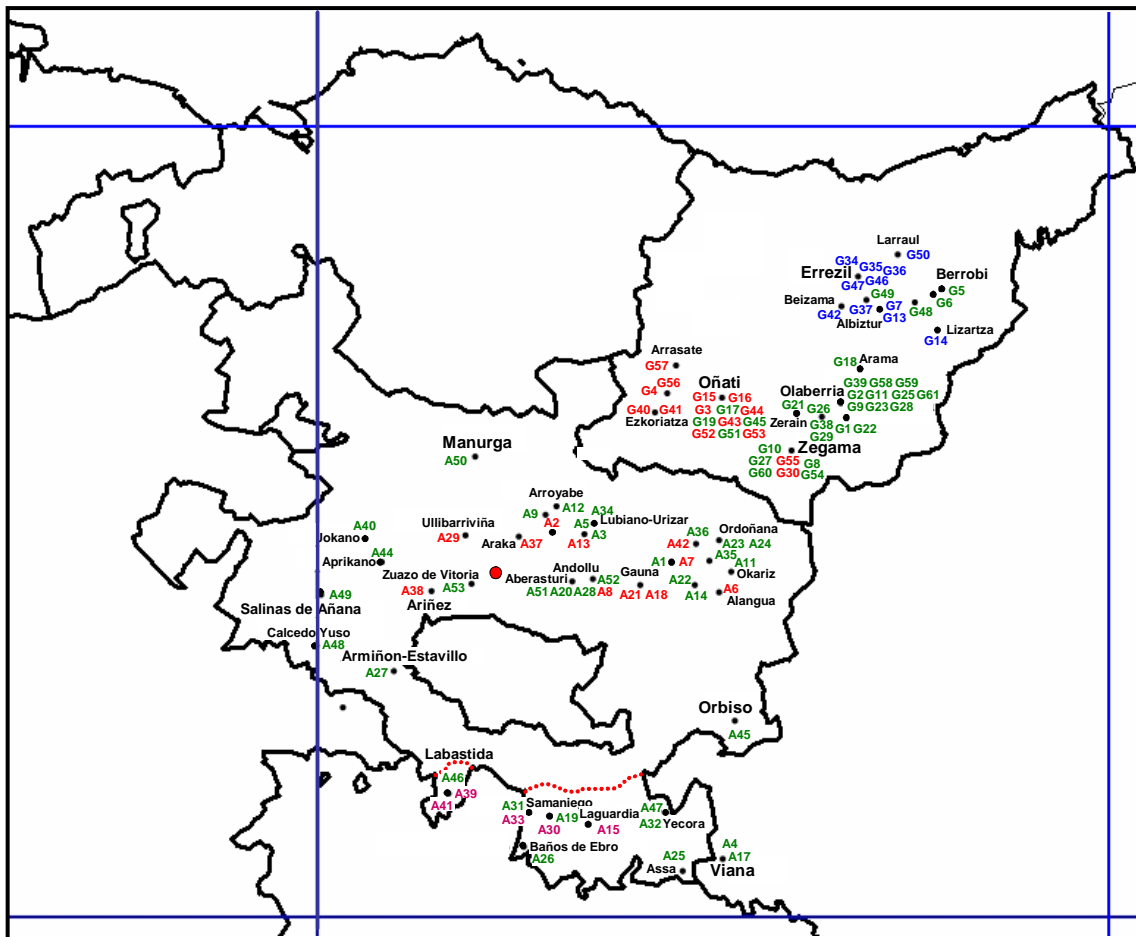 Larraul
G50
G34
G35 G36
Errezil
G46
G47
Berrobi
G5
G49
Beizama
G7
G6
G48
G42
G37
G13
Albiztur
Lizartza
G14
Arrasate
G57
Arama
G18
G56
G4
Oñati
Olaberria
G39 G58 G59
G15 G16
G2 G11 G25 G61
G40 G41
G3 G17 G44
G21 G26
G9 G23 G28
Ezkoriatza
G19 G43 G45
Zerain
G38
G1 G22
G52 G51 G53
G29
Manurga
G10
Zegama
A50
G27 G55 G8
G60 G30 G54
Arroyabe
A9
A12 A34
Ullibarriviña
A2
A5
Lubiano-Urizar
A40
A36
Ordoñana
Jokano
A29
Araka
A37
A13
A3
A42
A23 A24
Aprikano
A44
A35
A1
A7
A11
Zuazo de Vitoria
Andollu
Gauna
Okariz
Aberasturi
A52
A38
A53
A51 A20 A28
A8
A21 A18
A22
A6
A14
Salinas de Añana
A49
Ariñez
Alangua
Calcedo Yuso
A48
Armiñon-Estavillo
A27
Orbiso
A45
Labastida
A46
A39
A41
A31
Samaniego
A47
A33
A19
Laguardia
A30
A15
A32
Yecora
Baños de Ebro
A26
A4
A25
A17
Assa
Viana